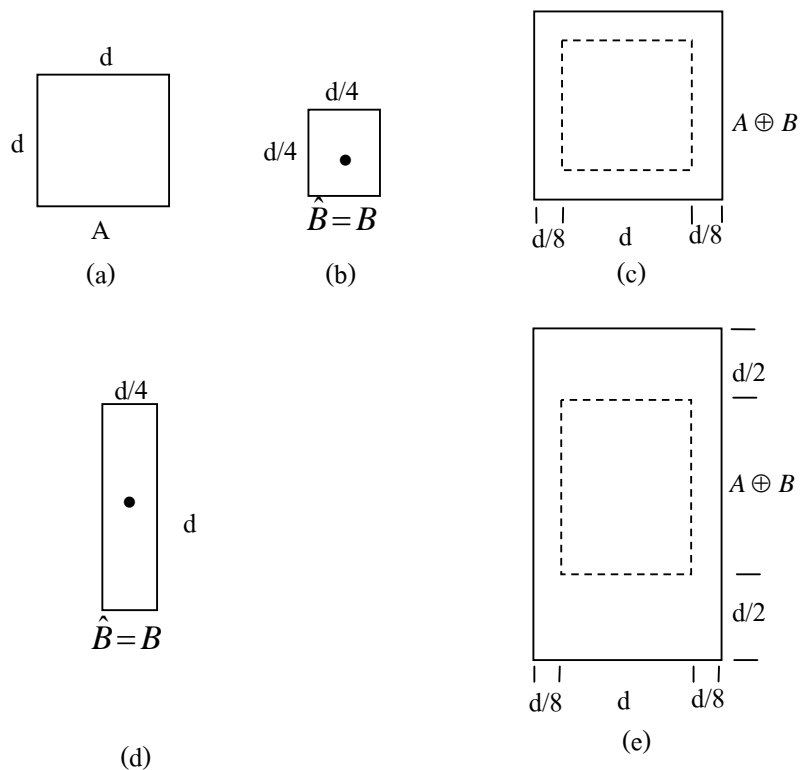 d
d
A
(a)
d/4
d/4
B̂ = B
(b)
A ⊕ B
d/8 d d/8
(c)
d/4
d
B̂ = B
(d)
d/2
A ⊕ B
d/2
d/8 d d/8
(e)